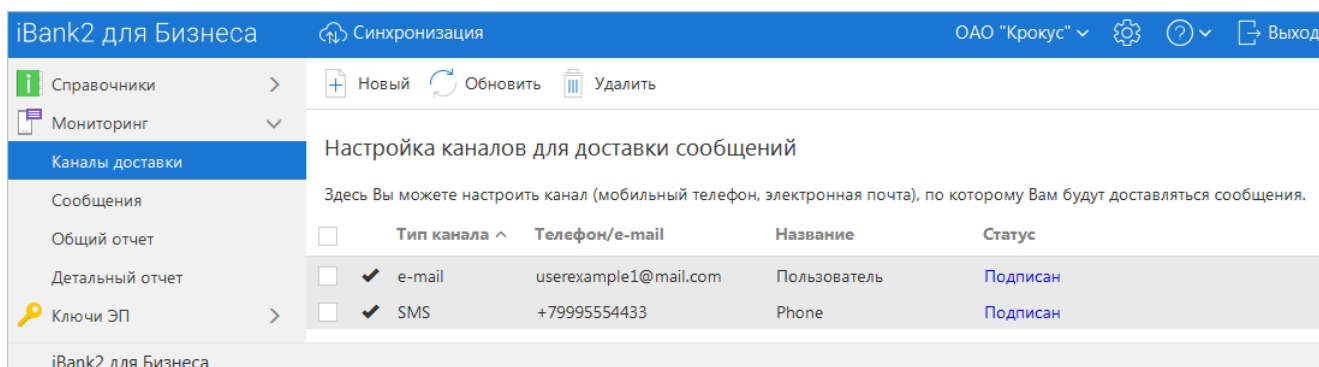 iBank2 для Бизнеса
Синхронизация
ОАО "Крокус"
Выход
Справочники
Мониторинг
Каналы доставки
Сообщения
Общий отчет
Детальный отчет
Ключи ЭП
iBank2 для Бизнеса
Новый Обновить Удалить
Настройка каналов для доставки сообщений
Здесь Вы можете настроить канал (мобильный телефон, электронная почта), по которому Вам будут доставляться сообщения.
Тип канала Телефон/e-mail Название Статус
e-mail userexample1@mail.com Пользователь Подписан
SMS +79995554433 Phone Подписан